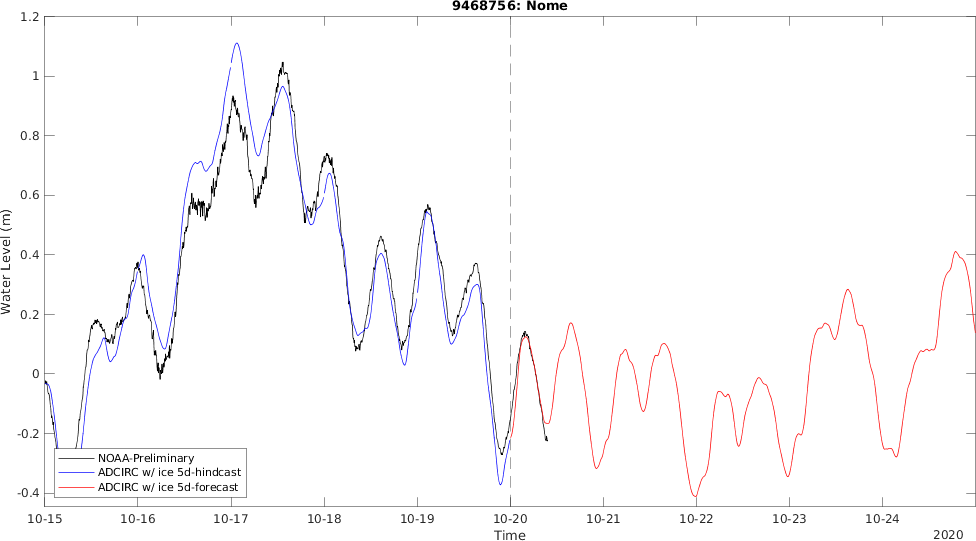 9468756: Nome
1.2
1
0.8
0.6
0.4
0.2
0
-0.2
-0.4
Water Level (m)
NOAA-Preliminary
ADCIRC w/ ice 5d-hindcast
ADCIRC w/ ice 5d-forecast
10-15 10-16 10-17 10-18 10-19 10-20 10-21 10-22 10-23 10-24
Time
2020